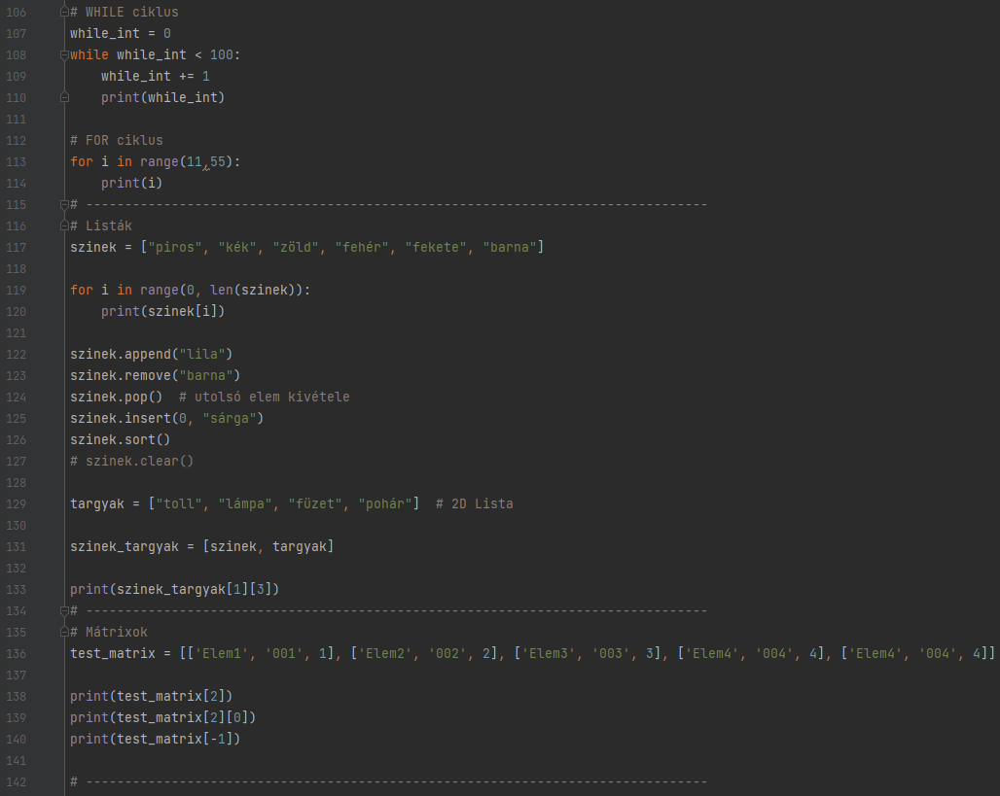 106 # WHILE ciklus
107 while_int = 0
108 while while_int < 100:
109     while_int += 1
110     print(while_int)
111
112 # FOR ciklus
113 for i in range(11,55):
114     print(i)
115 # --------------------------------------------------------------------------------
116 # Listák
117 szinek = ["piros", "kék", "zöld", "fehér", "fekete", "barna"]
118
119 for i in range(0, len(szinek)):
120     print(szinek[i])
121
122 szinek.append("lila")
123 szinek.remove("barna")
124 szinek.pop()  # utolsó elem kivétele
125 szinek.insert(0, "sárga")
126 szinek.sort()
127 # szinek.clear()
128
129 targyak = ["toll", "lámpa", "füzet", "pohár"]  # 2D Lista
130
131 szinek_targyak = [szinek, targyak]
132
133 print(szinek_targyak[1][3])
134 # --------------------------------------------------------------------------------
135 # Mátrixok
136 test_matrix = [['Elem1', '001', 1], ['Elem2', '002', 2], ['Elem3', '003', 3], ['Elem4', '004', 4], ['Elem4', '004', 4]]
137
138 print(test_matrix[2])
139 print(test_matrix[2][0])
140 print(test_matrix[-1])
141
142 # --------------------------------------------------------------------------------